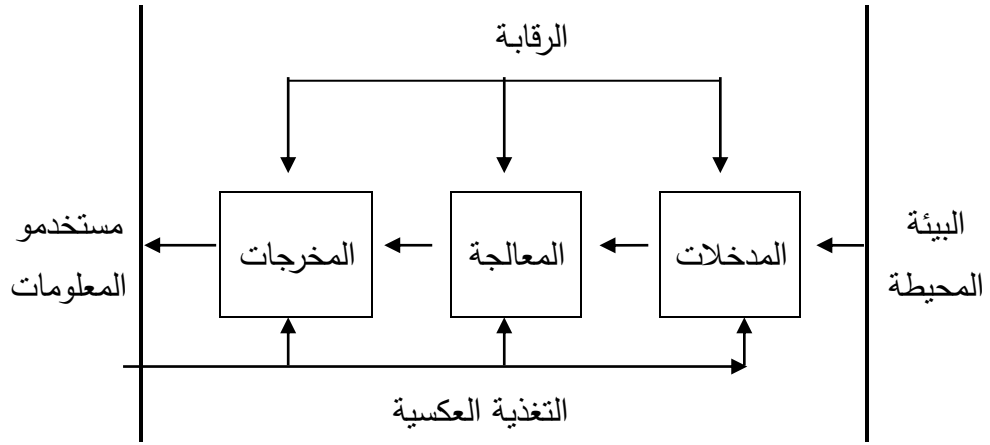 الرقابة
البيئة
المحيطة
المدخلات
المعالجة
المخرجات
مستخدمو
المعلومات
التغذية العكسية